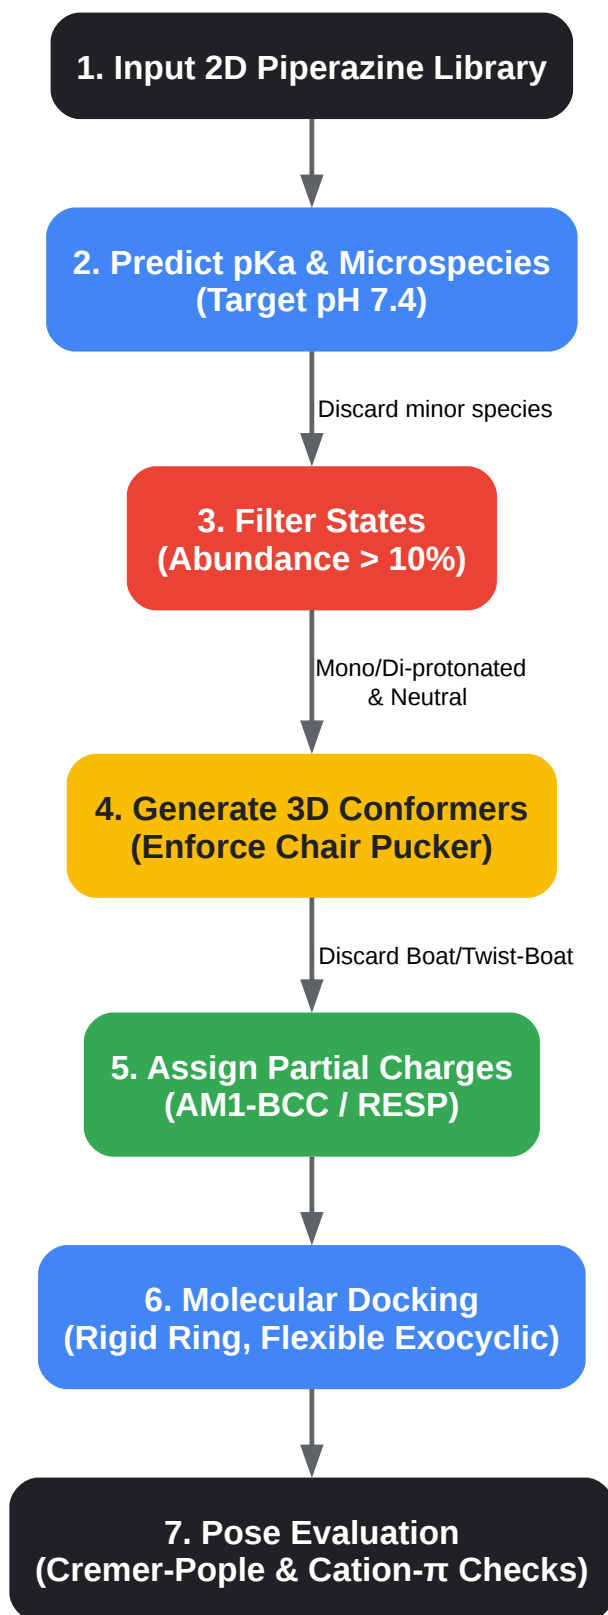 1. Input 2D Piperazine Library
2. Predict pKa & Microspecies
(Target pH 7.4)
Discard minor species
3. Filter States
(Abundance > 10%)
Mono/Di-protonated
& Neutral
4. Generate 3D Conformers
(Enforce Chair Pucker)
Discard Boat/Twist-Boat
5. Assign Partial Charges
(AM1-BCC / RESP)
6. Molecular Docking
(Rigid Ring, Flexible Exocyclic)
7. Pose Evaluation
(Cremer-Pople & Cation-π Checks)